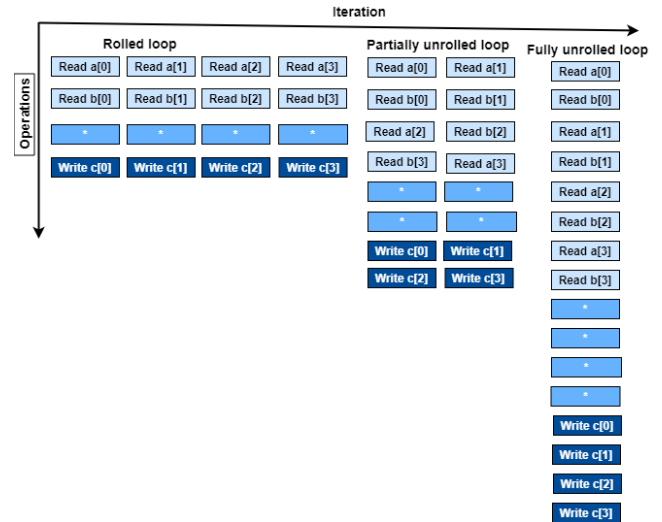 Iteration
Operations
Rolled loop
Read a[0] Read a[1] Read a[2] Read a[3]
Read b[0] Read b[1] Read b[2] Read b[3]
* * * *
Write c[0] Write c[1] Write c[2] Write c[3]
Partially unrolled loop
Read a[0] Read a[1]
Read b[0] Read b[1]
Read a[2] Read b[2]
Read b[3] Read a[3]
* *
* *
Write c[0] Write c[1]
Write c[2] Write c[3]
Fully unrolled loop
Read a[0]
Read b[0]
Read a[1]
Read b[1]
Read a[2]
Read b[2]
Read a[3]
Read b[3]
*
*
*
*
Write c[0]
Write c[1]
Write c[2]
Write c[3]